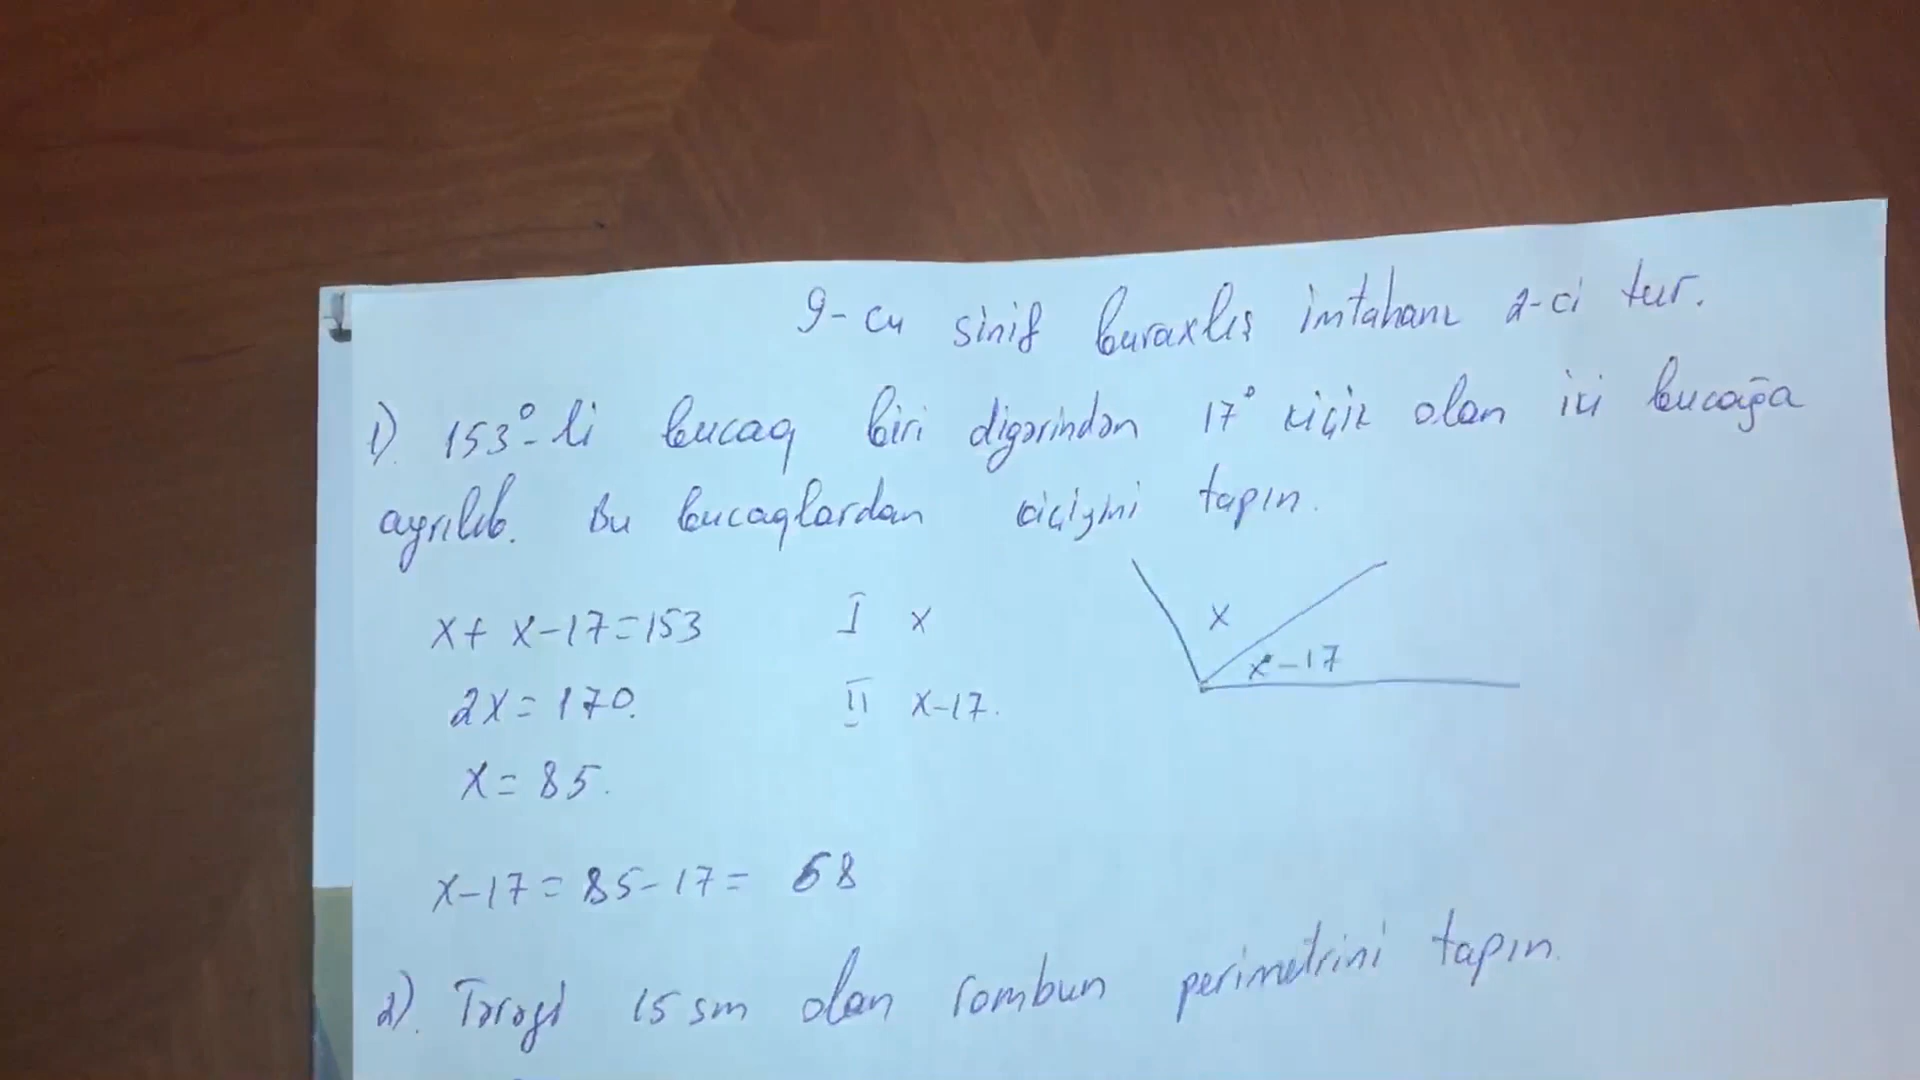 9-cu sinif buraxlış imtahanı 2-ci tur.
1). 153°-li bucaq biri digərindən 17° kiçik olan iki bucağa
ayrılıb. Bu bucaqlardan kiçiyini tapın.
x+ x-17=153 I x
x
x-17
2x=170. II x-17.
x=85.
x-17=85-17= 68
2). Tərəfi 15 sm olan rombun perimetrini tapın.